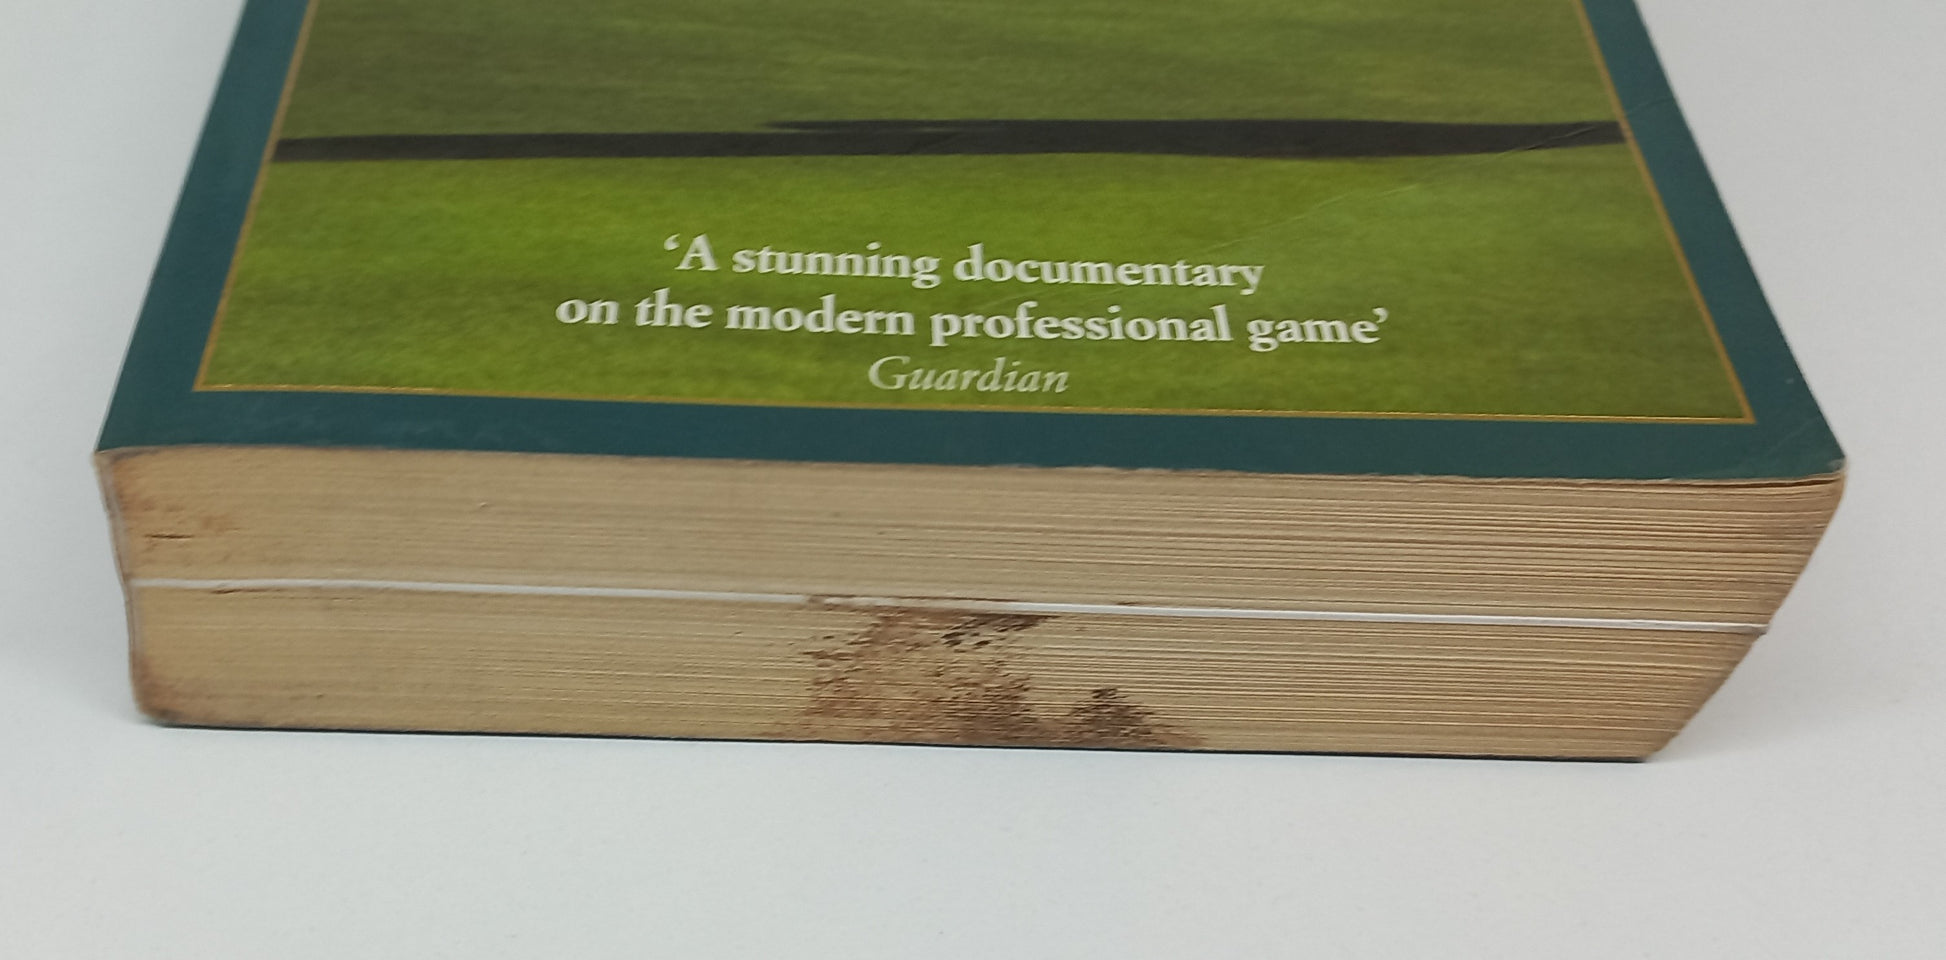 ‘A stunning documentary
on the modern professional game’
Guardian